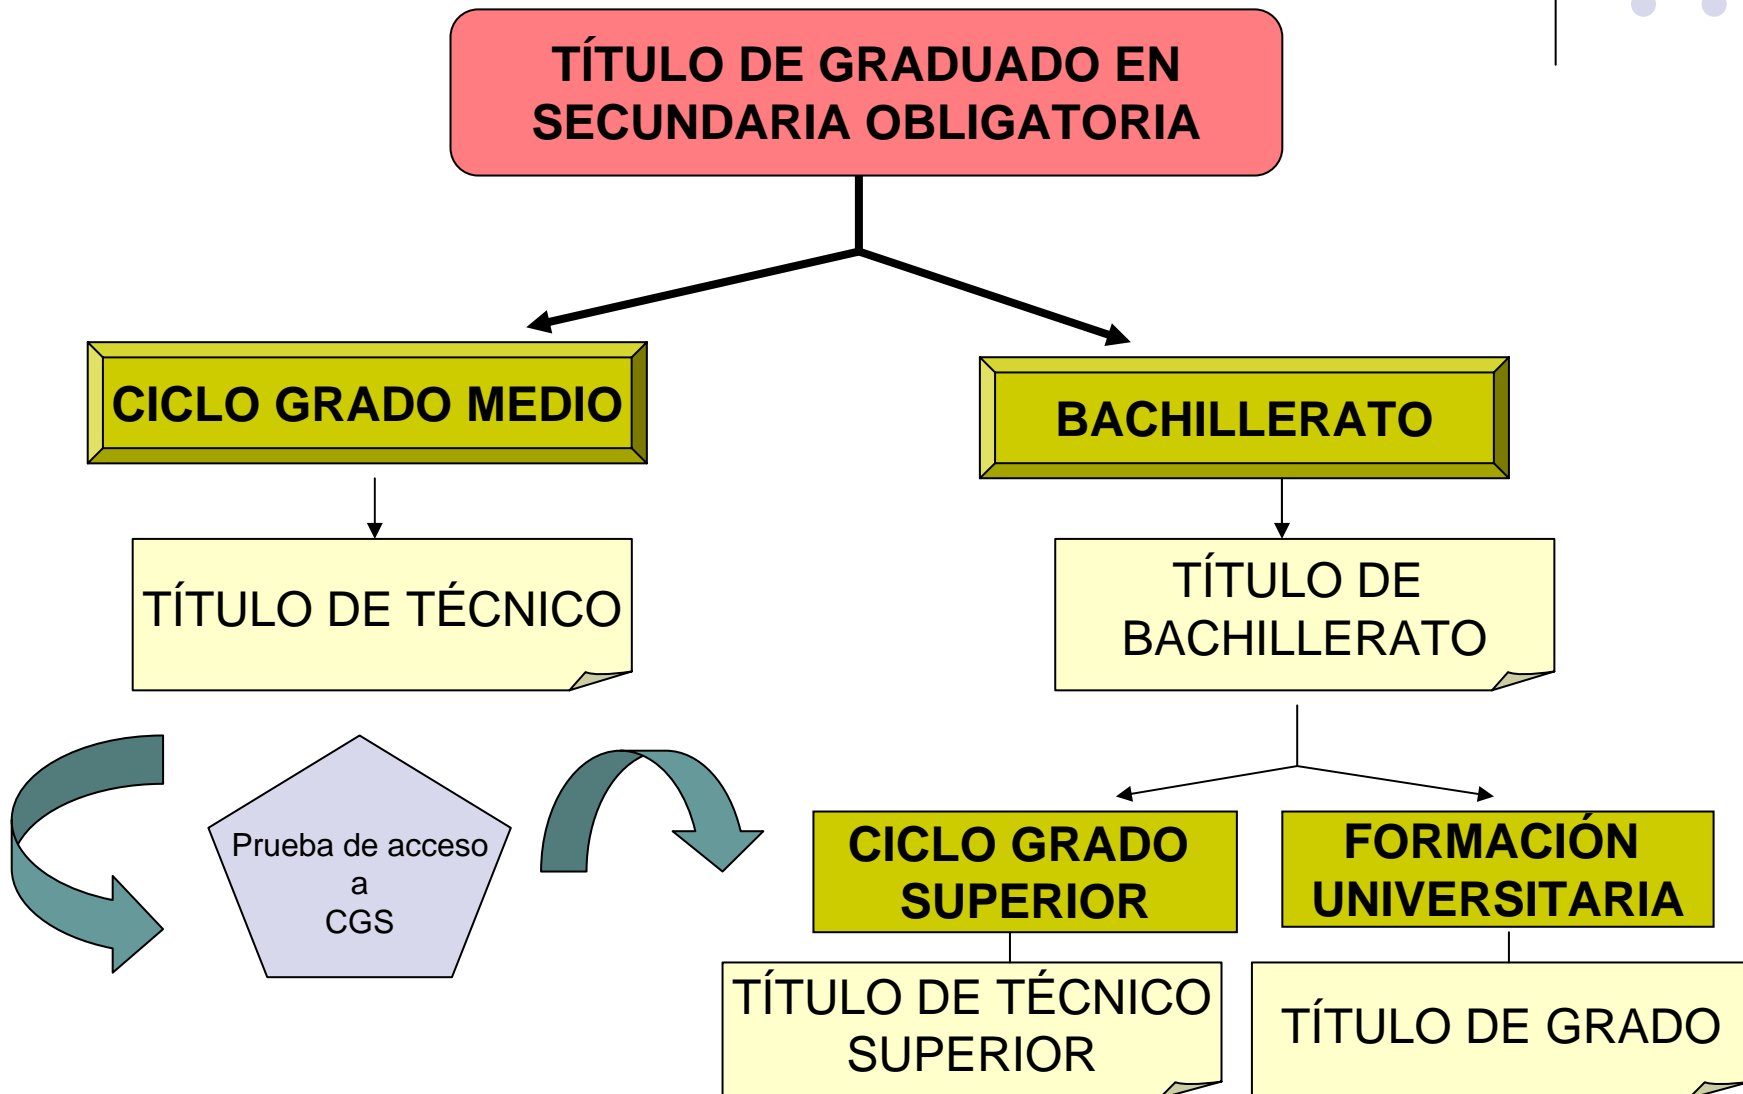 TÍTULO DE GRADUADO EN
SECUNDARIA OBLIGATORIA
CICLO GRADO MEDIO
BACHILLERATO
TÍTULO DE TÉCNICO
TÍTULO DE
BACHILLERATO
Prueba de acceso
a
CGS
CICLO GRADO
SUPERIOR
FORMACIÓN
UNIVERSITARIA
TÍTULO DE TÉCNICO
SUPERIOR
TÍTULO DE GRADO